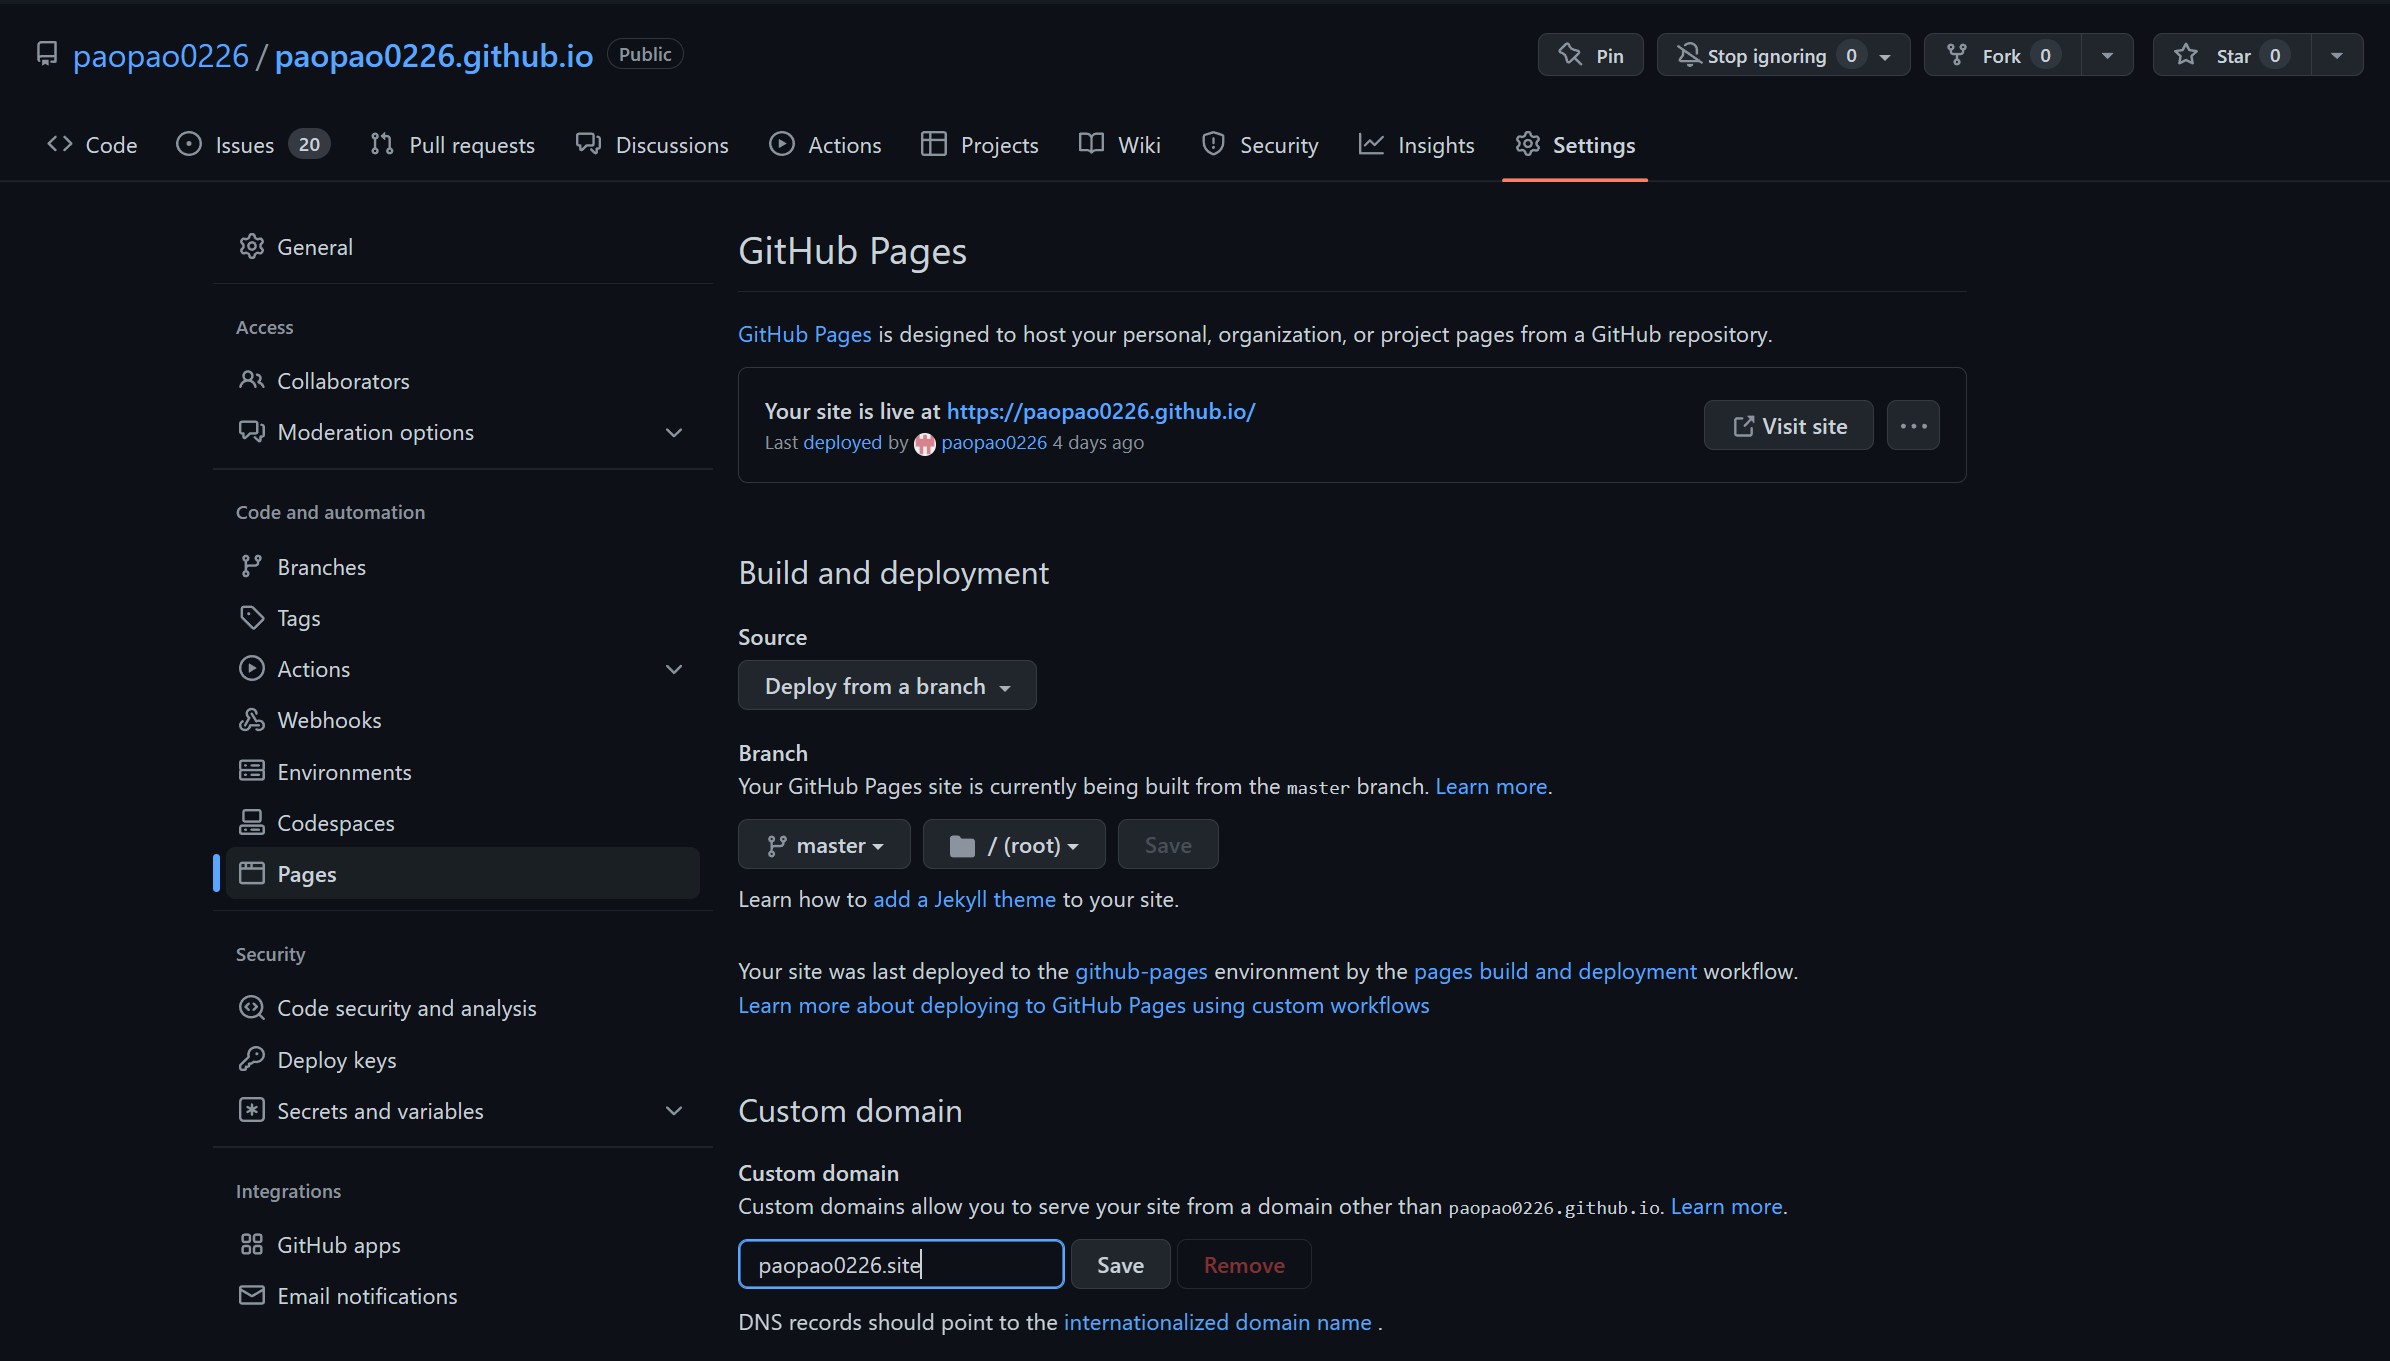 paopao0226 / paopao0226.github.io Public
Pin Stop ignoring 0 Fork 0 Star 0
Code Issues 20 Pull requests Discussions Actions Projects Wiki Security Insights Settings
General
Access
Collaborators
Moderation options
Code and automation
Branches
Tags
Actions
Webhooks
Environments
Codespaces
Pages
Security
Code security and analysis
Deploy keys
Secrets and variables
Integrations
GitHub apps
Email notifications
GitHub Pages
GitHub Pages is designed to host your personal, organization, or project pages from a GitHub repository.
Your site is live at https://paopao0226.github.io/
Last deployed by paopao0226 4 days ago
Visit site
Build and deployment
Source
Deploy from a branch
Branch
Your GitHub Pages site is currently being built from the master branch. Learn more.
master / (root) Save
Learn how to add a Jekyll theme to your site.
Your site was last deployed to the github-pages environment by the pages build and deployment workflow.
Learn more about deploying to GitHub Pages using custom workflows
Custom domain
Custom domain
Custom domains allow you to serve your site from a domain other than paopao0226.github.io. Learn more.
paopao0226.site Save Remove
DNS records should point to the internationalized domain name .